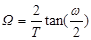 Ω = 2/T tan(ω/2)